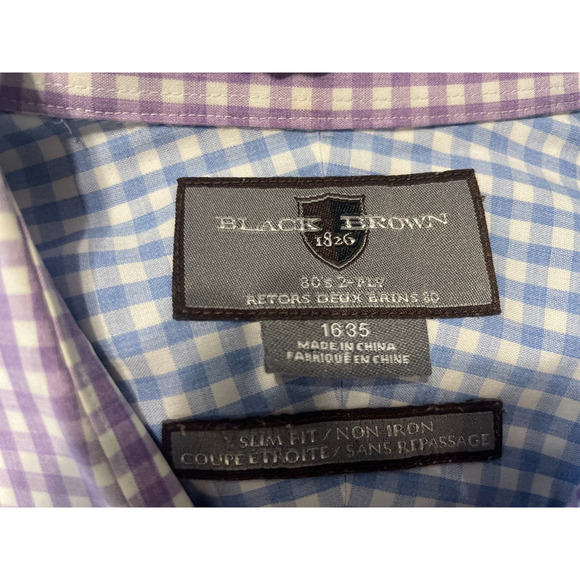 BLACK BROWN
1826
80's 2-PLY
RETORS DEUX BRINS 80
1635
MADE IN CHINA
FABRIQUÉ EN CHINE
SLIM FIT / NON-IRON
COUPE ÉTROITE / SANS REPASSAGE